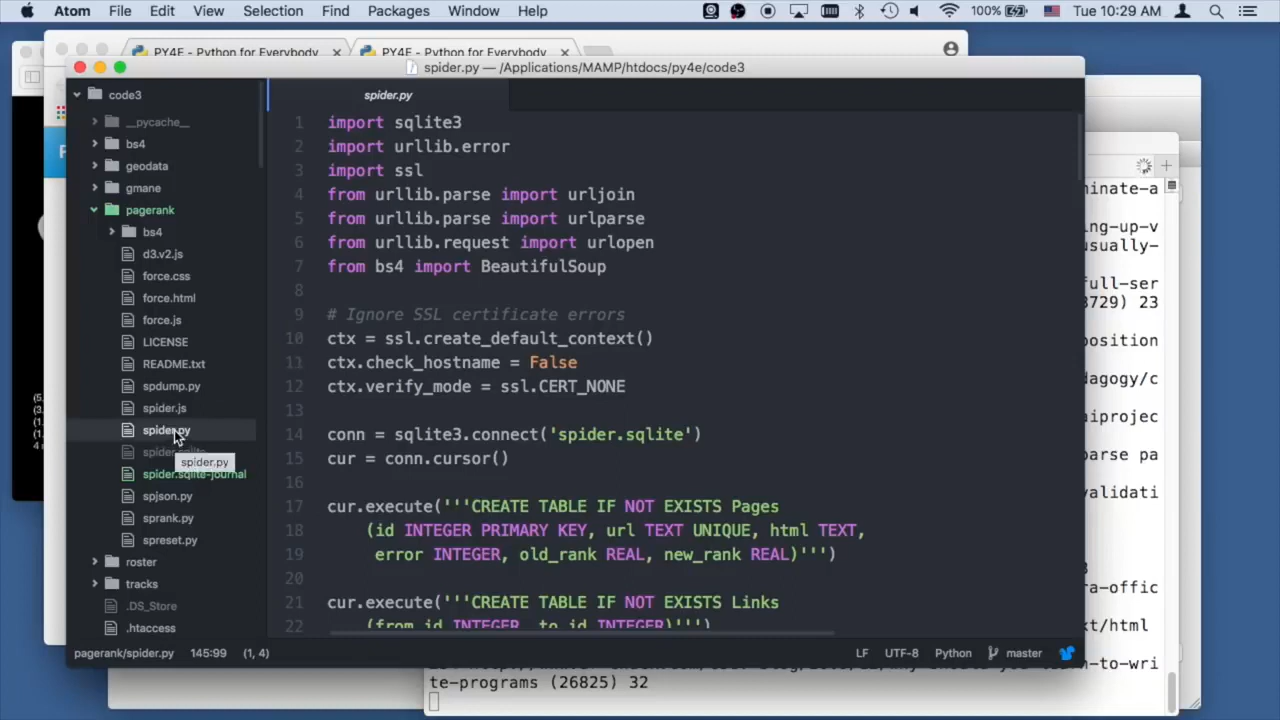 Atom File Edit View Selection Find Packages Window Help 100% Tue 10:29 AM
PY4E - Python for Everybody × PY4E - Python for Everybody ×
spider.py — /Applications/MAMP/htdocs/py4e/code3
code3
__pycache__
bs4
geodata
gmane
pagerank
bs4
d3.v2.js
force.css
force.html
force.js
LICENSE
README.txt
spdump.py
spider.js
spider.py
spider.sqlite
spider.py
spider.sqlite-journal
spjson.py
sprank.py
spreset.py
roster
tracks
.DS_Store
.htaccess
spider.py
1 import sqlite3
2 import urllib.error
3 import ssl
4 from urllib.parse import urljoin
5 from urllib.parse import urlparse
6 from urllib.request import urlopen
7 from bs4 import BeautifulSoup
8
9 # Ignore SSL certificate errors
10 ctx = ssl.create_default_context()
11 ctx.check_hostname = False
12 ctx.verify_mode = ssl.CERT_NONE
13
14 conn = sqlite3.connect('spider.sqlite')
15 cur = conn.cursor()
16
17 cur.execute('''CREATE TABLE IF NOT EXISTS Pages
18 (id INTEGER PRIMARY KEY, url TEXT UNIQUE, html TEXT,
19 error INTEGER, old_rank REAL, new_rank REAL)''')
20
21 cur.execute('''CREATE TABLE IF NOT EXISTS Links
22 (from_id INTEGER, to_id INTEGER)''')
pagerank/spider.py 145:99 (1, 4) LF UTF-8 Python master
minate-a
ng-up-v
usually-
full-ser
3729) 23
position
dagogy/c
miprojec
parse pa
validati
ra-offic
xt/html
te-programs (26825) 32